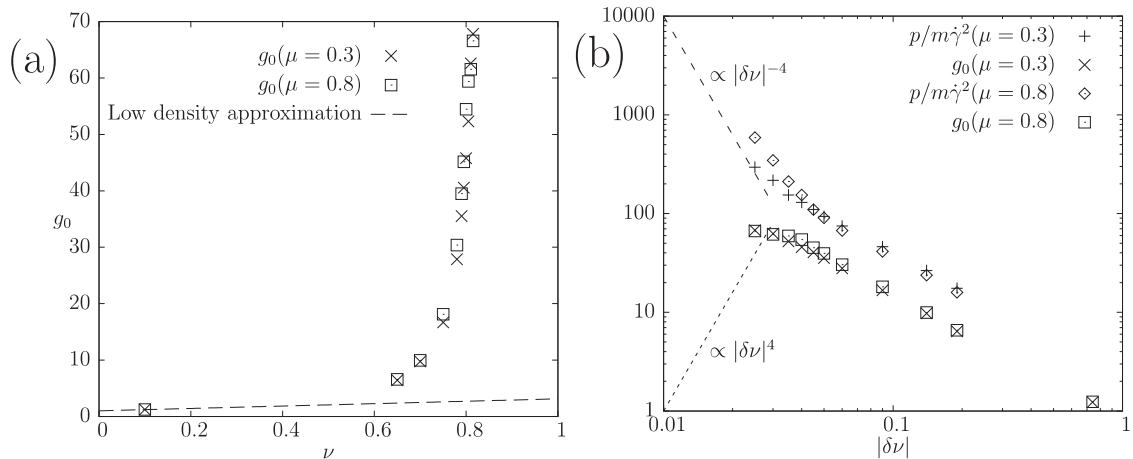 (a)
70
60
50
40
30
20
10
0
g₀
g₀(μ = 0.3)
g₀(μ = 0.8)
Low density approximation
0 0.2 0.4 0.6 0.8 1
ν
(b)
10000
1000
100
10
1
p/mγ̇²(μ = 0.3)
g₀(μ = 0.3)
p/mγ̇²(μ = 0.8)
g₀(μ = 0.8)
∝ |δν|⁻⁴
∝ |δν|⁴
0.01 0.1 1
|δν|